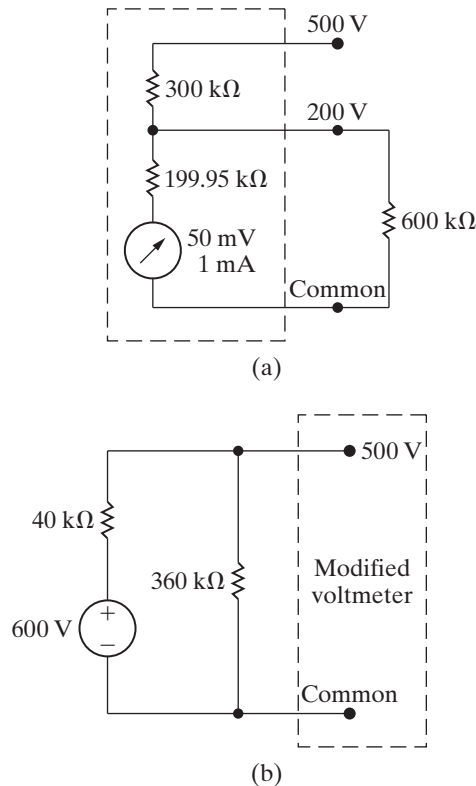 500 V
300 kΩ
200 V
199.95 kΩ
600 kΩ
50 mV
1 mA
Common
(a)
500 V
40 kΩ
360 kΩ
Modified
voltmeter
600 V
+
−
Common
(b)